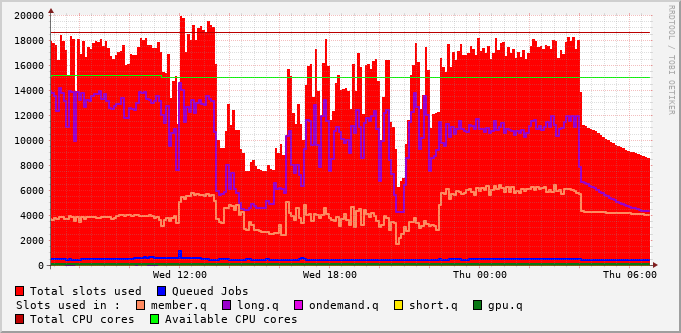 20000
18000
16000
14000
12000
10000
8000
6000
4000
2000
0
Wed 12:00 Wed 18:00 Thu 00:00 Thu 06:00
Total slots used Queued Jobs
Slots used in : member.q long.q ondemand.q short.q gpu.q
Total CPU cores Available CPU cores
RRDTOOL / TOBI OETIKER